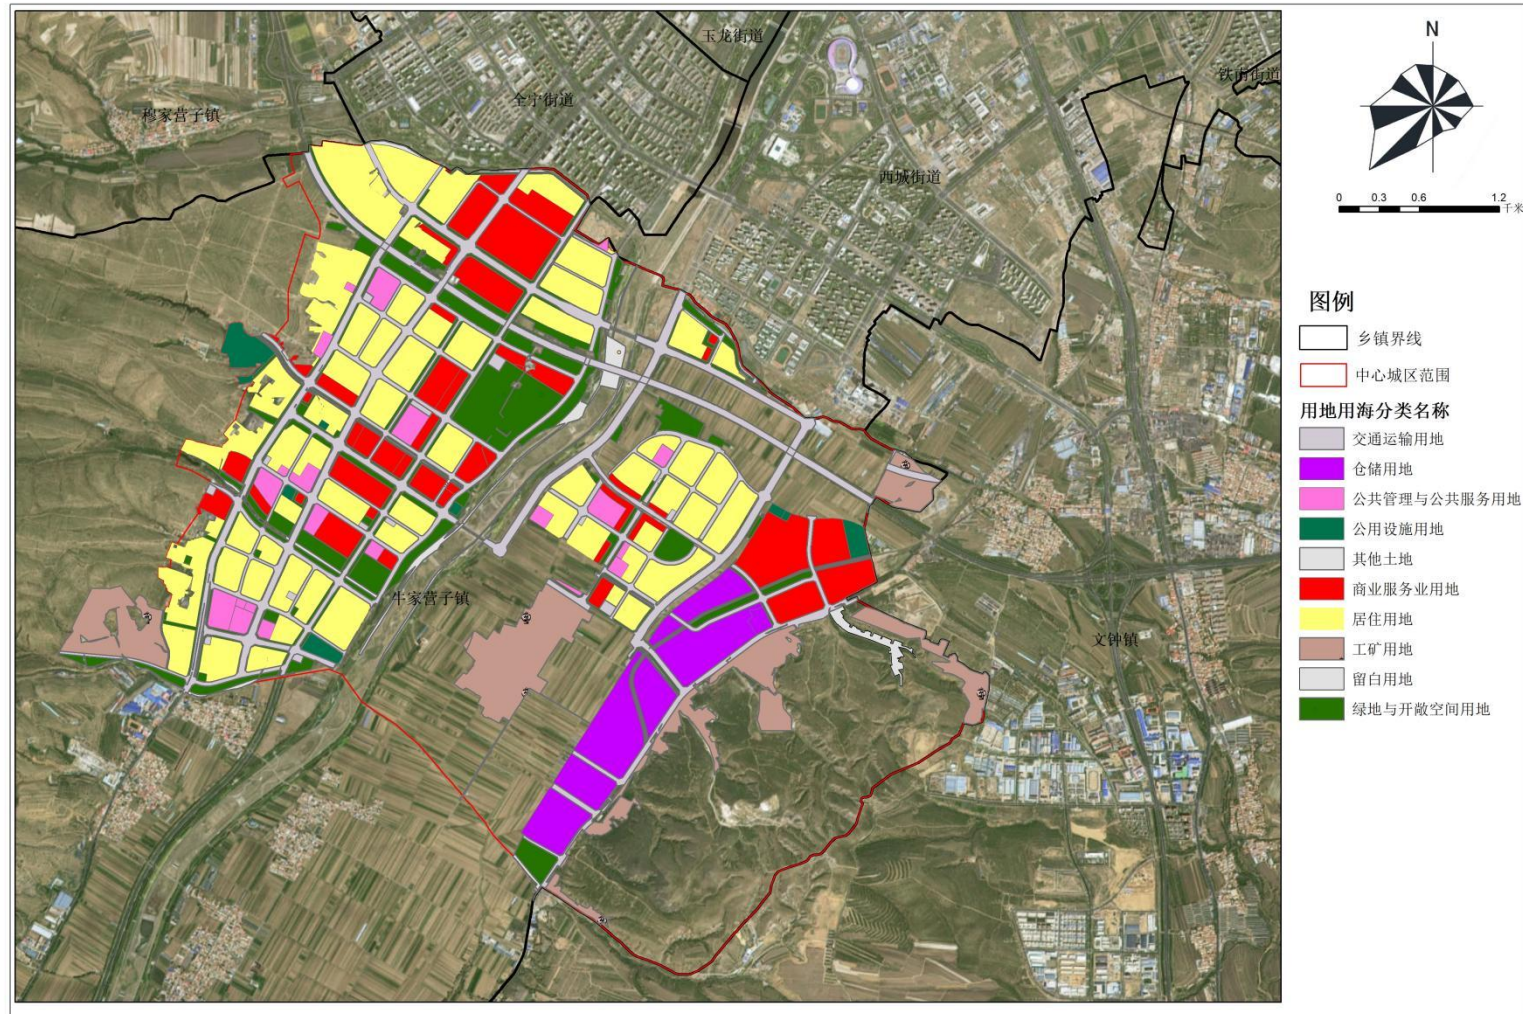 玉龙街道
全宁街道
铁南街道
穆家营子镇
西城街道
牛家营子镇
文钟镇
N
0 0.3 0.6 1.2
千米
图例
乡镇界线
中心城区范围
用地用海分类名称
交通运输用地
仓储用地
公共管理与公共服务用地
公用设施用地
其他土地
商业服务业用地
居住用地
工矿用地
留白用地
绿地与开敞空间用地